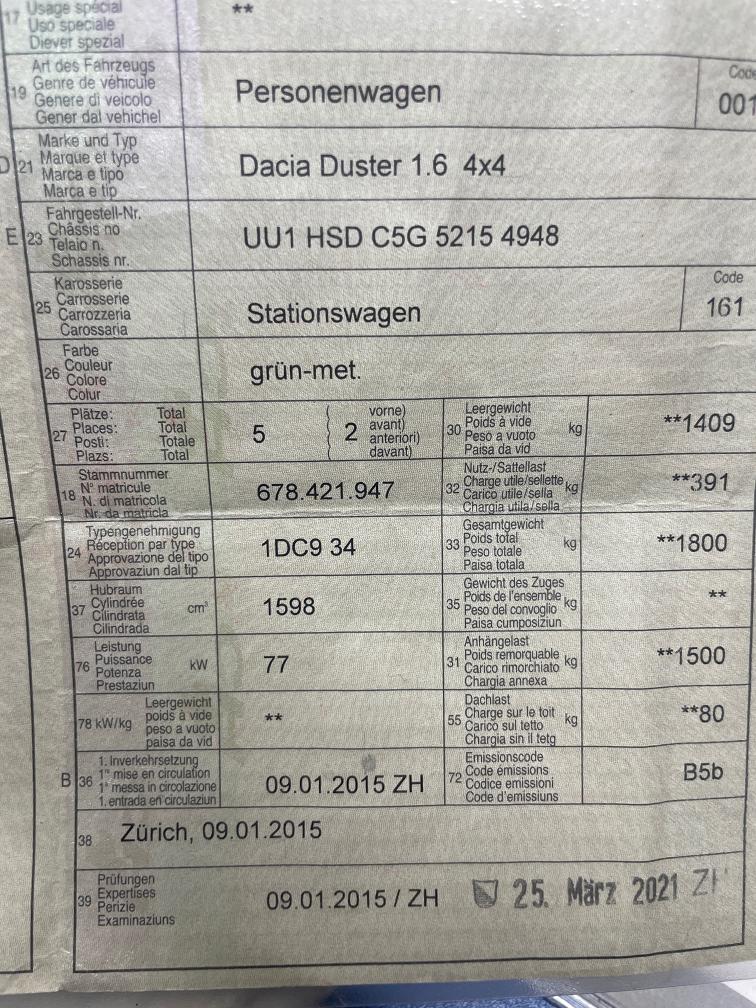 17 Usage spécial **
Uso speciale
Diever spezial
Art des Fahrzeugs
19 Genre de véhicule Personenwagen
Genere di veicolo
Gener dal vehichel
Code
001
Marke und Typ
D 21 Marque et type Dacia Duster 1.6 4x4
Marca e tipo
Marca e tip
Fahrgestell-Nr.
E 23 Châssis no UU1 HSD C5G 5215 4948
Telaio n.
Schassis nr.
Karosserie
25 Carrosserie Stationswagen
Carrozzeria
Carossaria
Code
161
Farbe
26 Couleur grün-met.
Colore
Colur
Plätze: Total
27 Places: Total 5 ( 2 vorne)
Posti: Totale avant)
Plazs: Total anteriori)
davant)
Leergewicht
30 Poids à vide kg **1409
Peso a vuoto
Paisa da vid
Stammnummer
18 N° matricule 678.421.947
N. di matricola
Nr. da matricla
Nutz-/Sattellast
32 Charge utile/sellette kg **391
Carico utile/sella
Chargia utila/sella
Typengenehmigung
24 Réception par type 1DC9 34
Approvazione del tipo
Approvaziun dal tip
Gesamtgewicht
33 Poids total kg **1800
Peso totale
Paisa totala
Hubraum
37 Cylindrée cm³ 1598
Cilindrata
Cilindrada
Gewicht des Zuges
35 Poids de l'ensemble kg **
Peso del convoglio
Paisa cumposiziun
Leistung
76 Puissance kW 77
Potenza
Prestaziun
Anhängelast
31 Poids remorquable kg **1500
Carico rimorchiato
Chargia annexa
Leergewicht
78 kW/kg poids à vide **
peso a vuoto
paisa da vid
Dachlast
55 Charge sur le toit kg **80
Carico sul tetto
Chargia sin il tetg
1. Inverkehrsetzung
B 36 1re mise en circulation 09.01.2015 ZH
1a messa in circolazione
1. entrada en circulaziun
Emissionscode
72 Code émissions B5b
Codice emissioni
Code d'emissiuns
38 Zürich, 09.01.2015
Prüfungen
39 Expertises 09.01.2015 / ZH 25. März 2021 ZH
Perizie
Examinaziuns